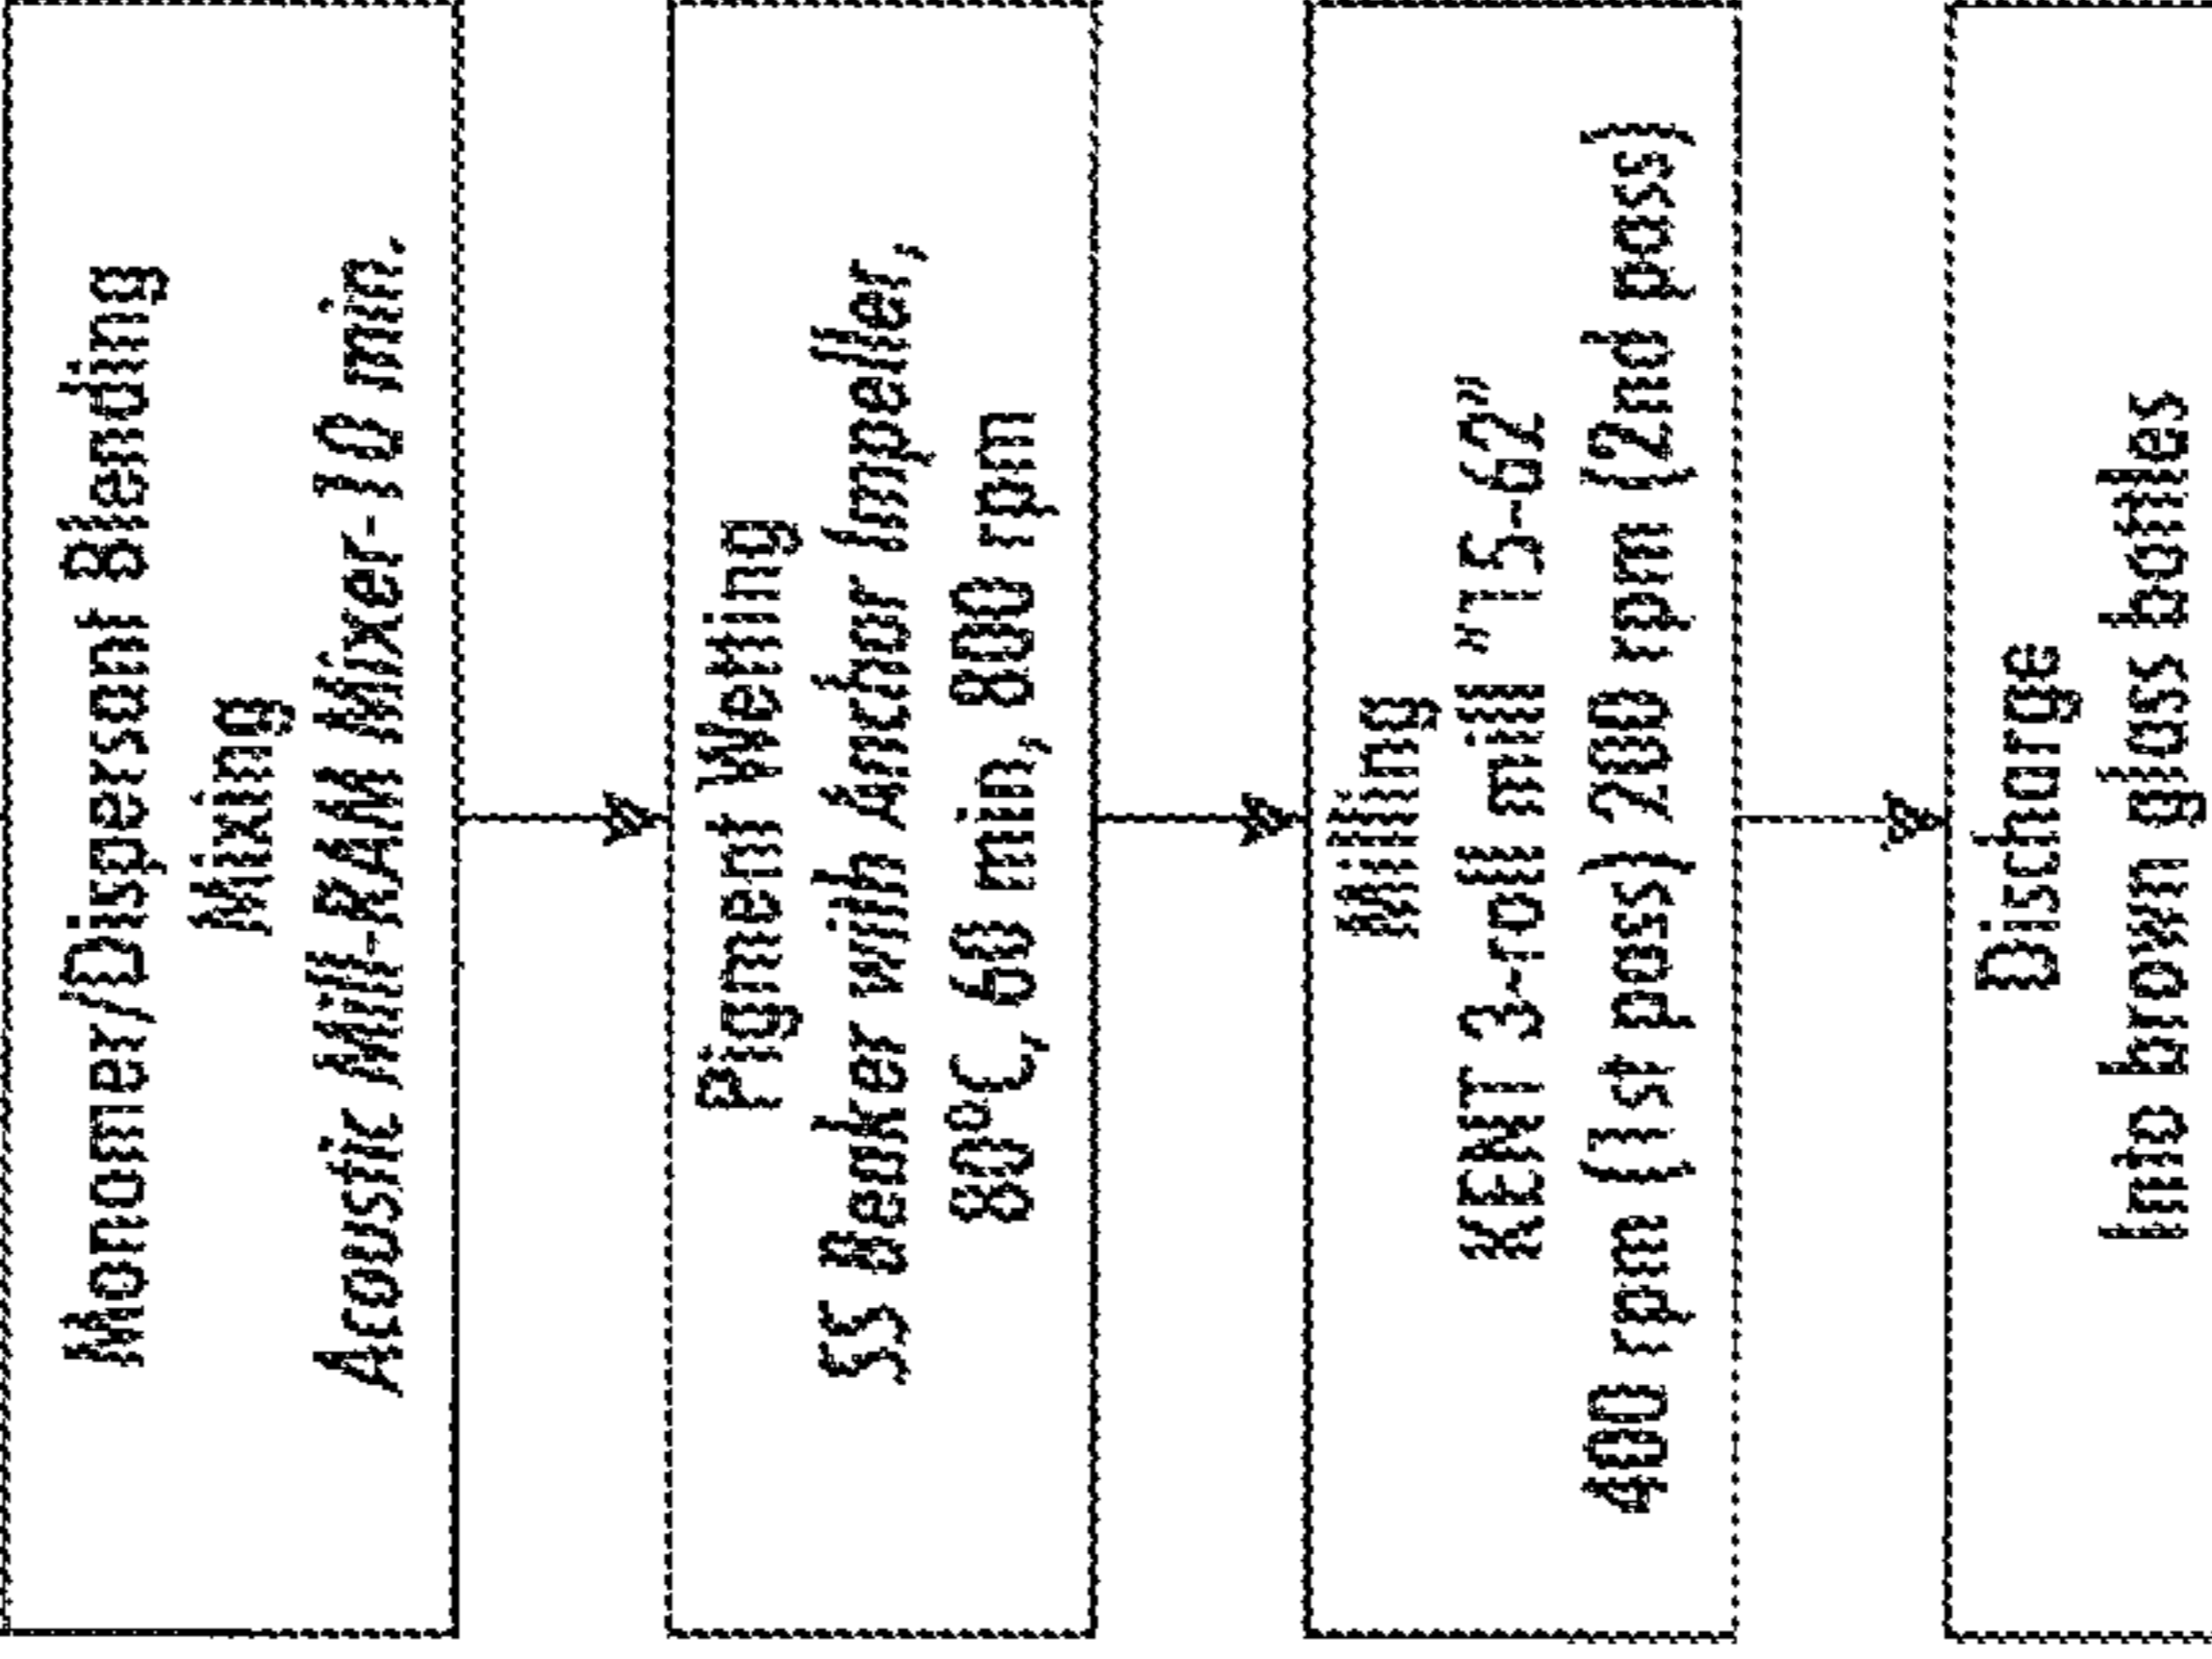 Monomer/Dispersant Blending
Mixing
Acoustic Mill-RAM Mixer-10 min.
Pigment Wetting
SS Beaker with Anchor Impeller,
80°C, 60 min, 800 rpm
Milling
KENT 3-roll mill "15-62"
400 rpm (1st pass) 200 rpm (2nd pass)
Discharge
Into brown glass bottles